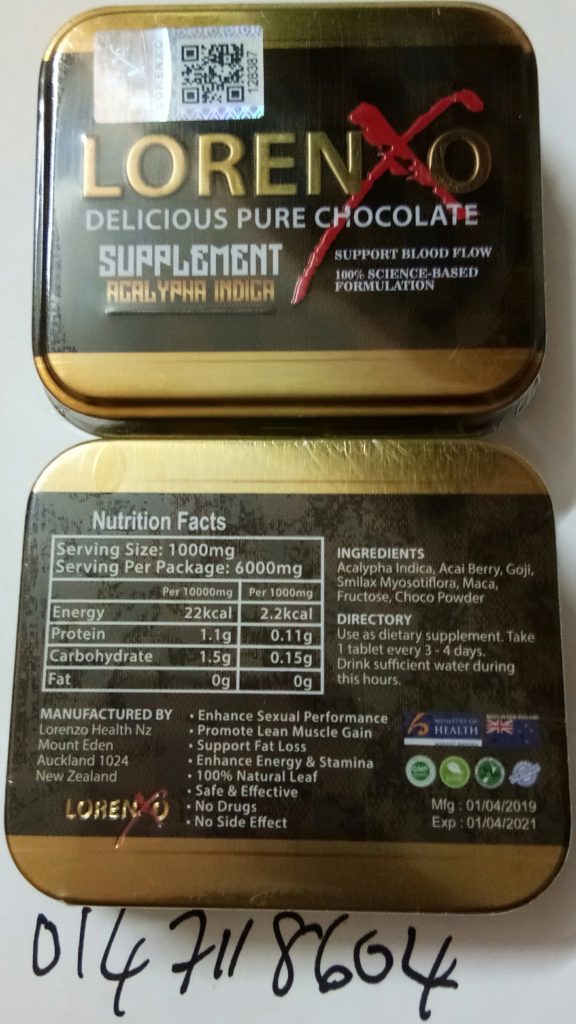 LORENXO
128387
LORENXO
DELICIOUS PURE CHOCOLATE
SUPPLEMENT
ACALYPHA INDICA
SUPPORT BLOOD FLOW
100% SCIENCE-BASED
FORMULATION
Nutrition Facts
Serving Size: 1000mg
Serving Per Package: 6000mg
Per 10000mg Per 1000mg
Energy 22kcal 2.2kcal
Protein 1.1g 0.11g
Carbohydrate 1.5g 0.15g
Fat 0g 0g
INGREDIENTS
Acalypha Indica, Acai Berry, Goji,
Smilax Myosotiflora, Maca,
Fructose, Choco Powder
DIRECTORY
Use as dietary supplement. Take
1 tablet every 3 - 4 days.
Drink sufficient water during
this hours.
MANUFACTURED BY
Lorenzo Health Nz
Mount Eden
Auckland 1024
New Zealand
LORENXO
• Enhance Sexual Performance
• Promote Lean Muscle Gain
• Support Fat Loss
• Enhance Energy & Stamina
• 100% Natural Leaf
• Safe & Effective
• No Drugs
• No Side Effect
MINISTRY OF
HEALTH
GMP
Mfg : 01/04/2019
Exp : 01/04/2021
0147118604